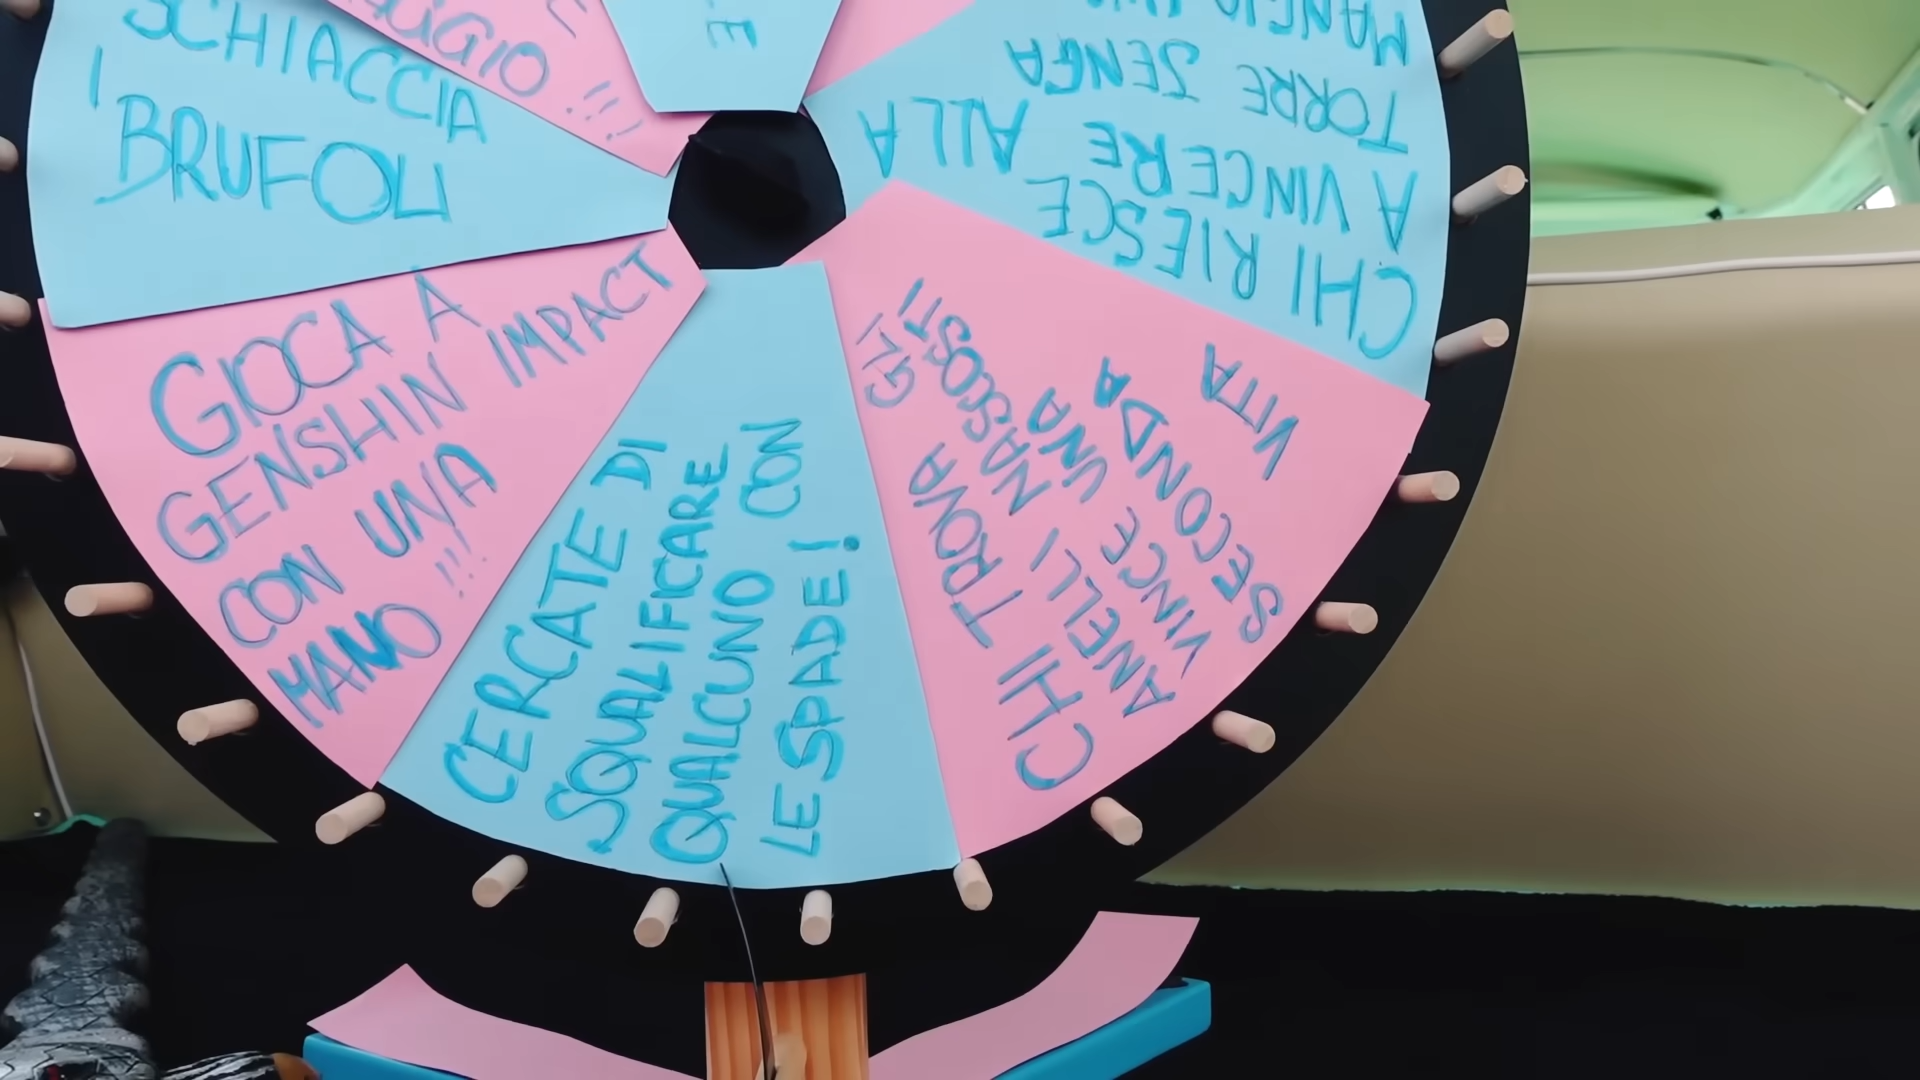 SCHIACCIA
I
BRUFOLI
GIOCA A
GENSHIN IMPACT
CON UNA
MANO !!!
CERCATE DI
SQUALIFICARE
QUALCUNO CON
LE SPADE!
CHI TROVA GLI
ANELLI NASCOSTI
VINCE UNA
SECONDA
VITA
CHI RIESCE
A VINCERE ALLA
TORRE JENGA